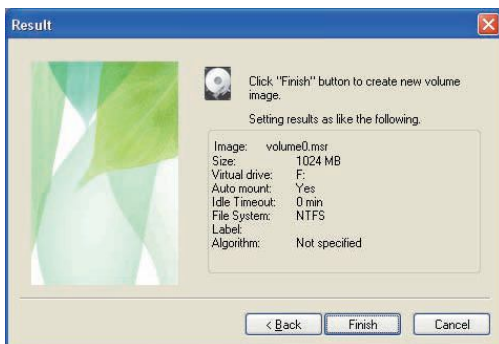 Result
Click "Finish" button to create new volume
image.
Setting results as like the following.
Image: volume0.msr
Size: 1024 MB
Virtual drive: F:
Auto mount: Yes
Idle Timeout: 0 min
File System: NTFS
Label:
Algorithm: Not specified
< Back Finish Cancel